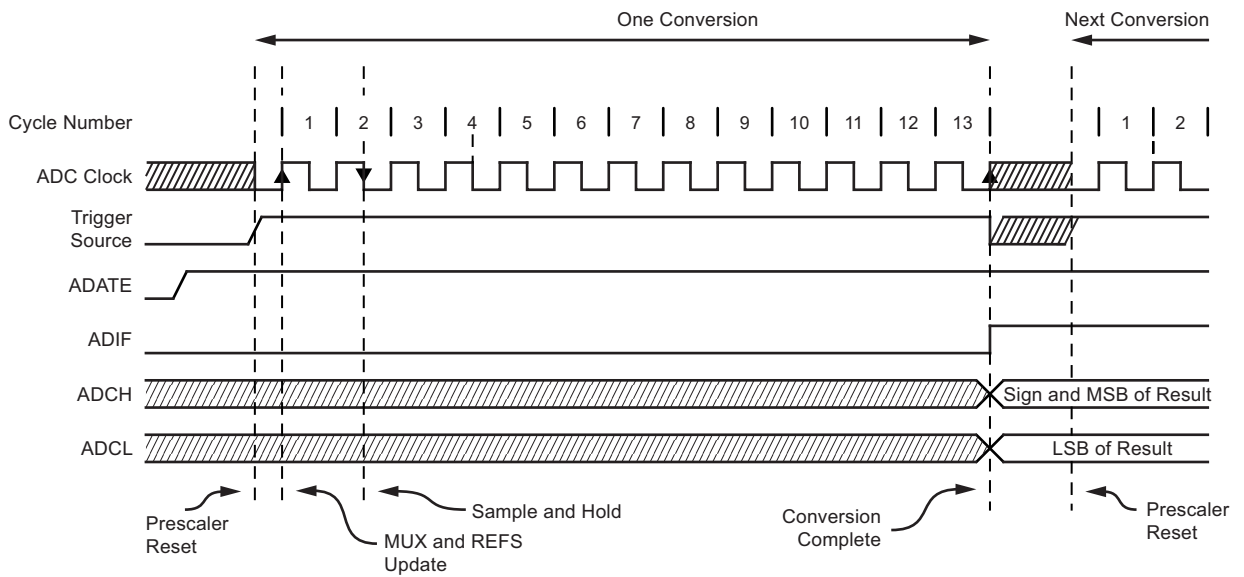 One Conversion
Next Conversion
Cycle Number
1 2 3 4 5 6 7 8 9 10 11 12 13 1 2
ADC Clock
Trigger
Source
ADATE
ADIF
ADCH
Sign and MSB of Result
ADCL
LSB of Result
Prescaler
Reset
MUX and REFS
Update
Sample and Hold
Conversion
Complete
Prescaler
Reset